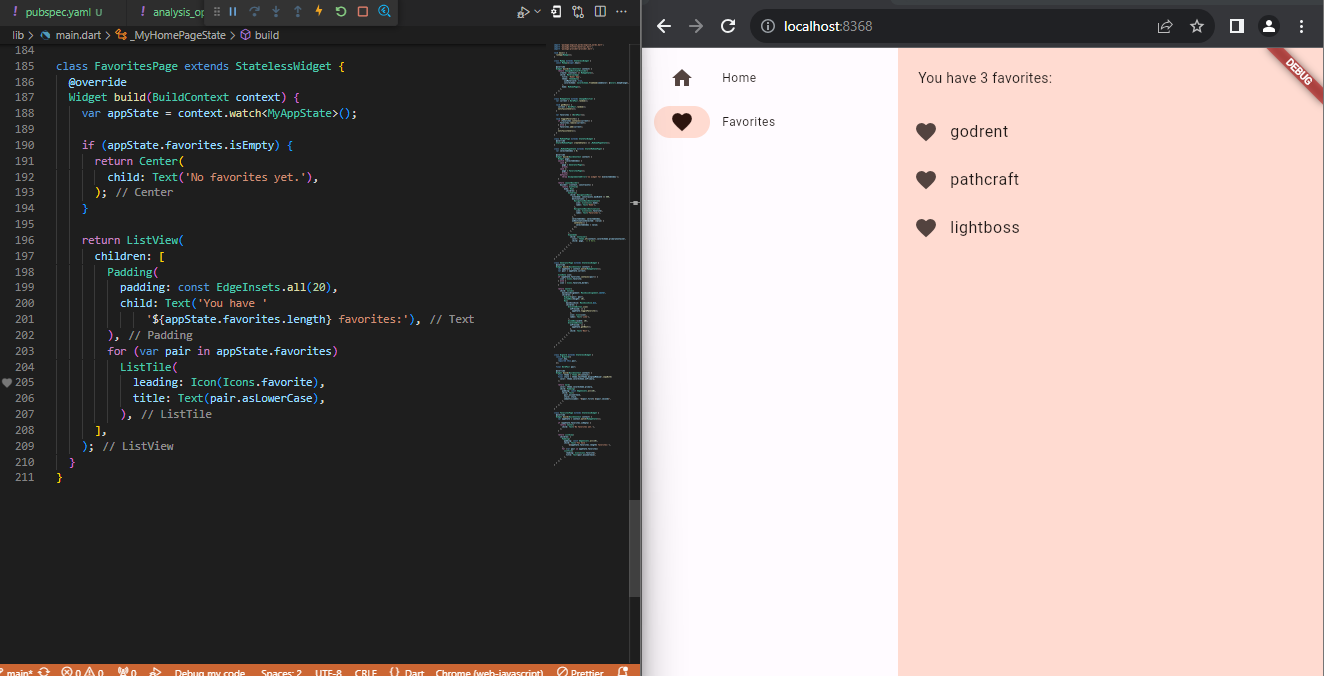 pubspec.yaml U
analysis_op
lib > main.dart > _MyHomePageState > build
184
185 class FavoritesPage extends StatelessWidget {
186 @override
187 Widget build(BuildContext context) {
188 var appState = context.watch<MyAppState>();
189
190 if (appState.favorites.isEmpty) {
191 return Center(
192 child: Text('No favorites yet.'),
193 ); // Center
194 }
195
196 return ListView(
197 children: [
198 Padding(
199 padding: const EdgeInsets.all(20),
200 child: Text('You have '
201 '${appState.favorites.length} favorites:'), // Text
202 ), // Padding
203 for (var pair in appState.favorites)
204 ListTile(
205 leading: Icon(Icons.favorite),
206 title: Text(pair.asLowerCase),
207 ), // ListTile
208 ],
209 ); // ListView
210 }
211 }
main* 0 0 0 Debug my code Spaces: 2 UTF-8 CRLF {} Dart Chrome (web-javascript) Prettier
localhost:8368
Home
Favorites
DEBUG
You have 3 favorites:
godrent
pathcraft
lightboss